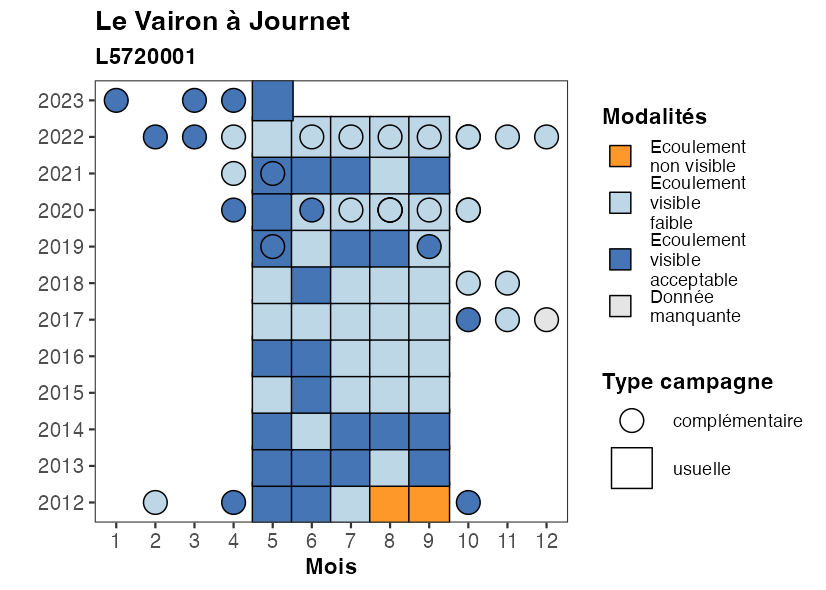 Le Vairon à Journet
L5720001
2023
2022
2021
2020
2019
2018
2017
2016
2015
2014
2013
2012
1 2 3 4 5 6 7 8 9 10 11 12
Mois
Modalités
Ecoulement
non visible
Ecoulement
visible
faible
Ecoulement
visible
acceptable
Donnée
manquante
Type campagne
complémentaire
usuelle